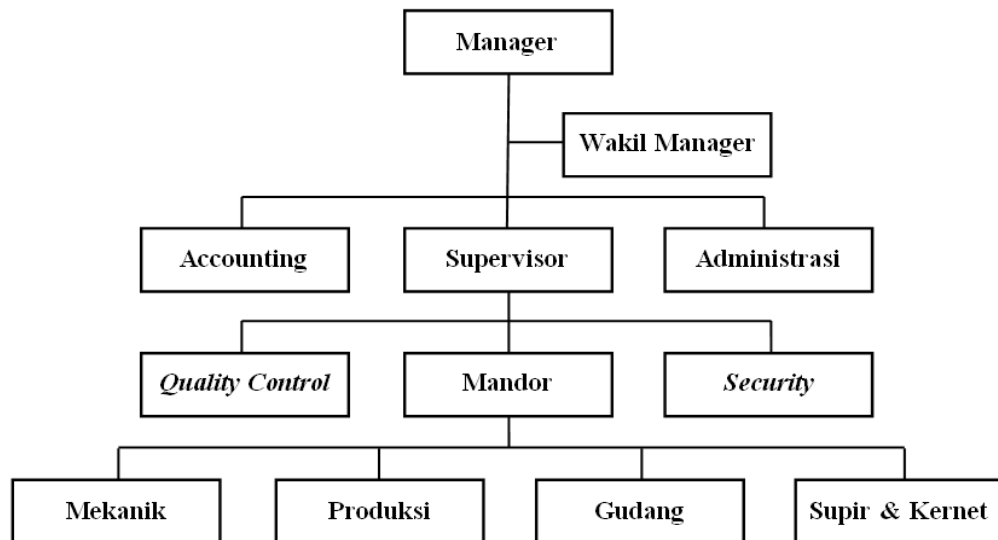 Manager
Wakil Manager
Accounting
Supervisor
Administrasi
Quality Control
Mandor
Security
Mekanik
Produksi
Gudang
Supir & Kernet